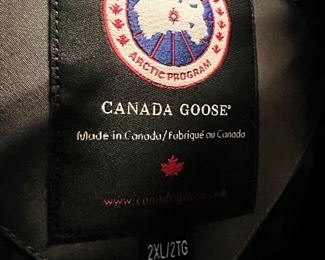 ARCTIC PROGRAM
CANADA GOOSE®
Made in Canada/Fabriqué au Canada
www.canadagoose.com
2XL/2TG